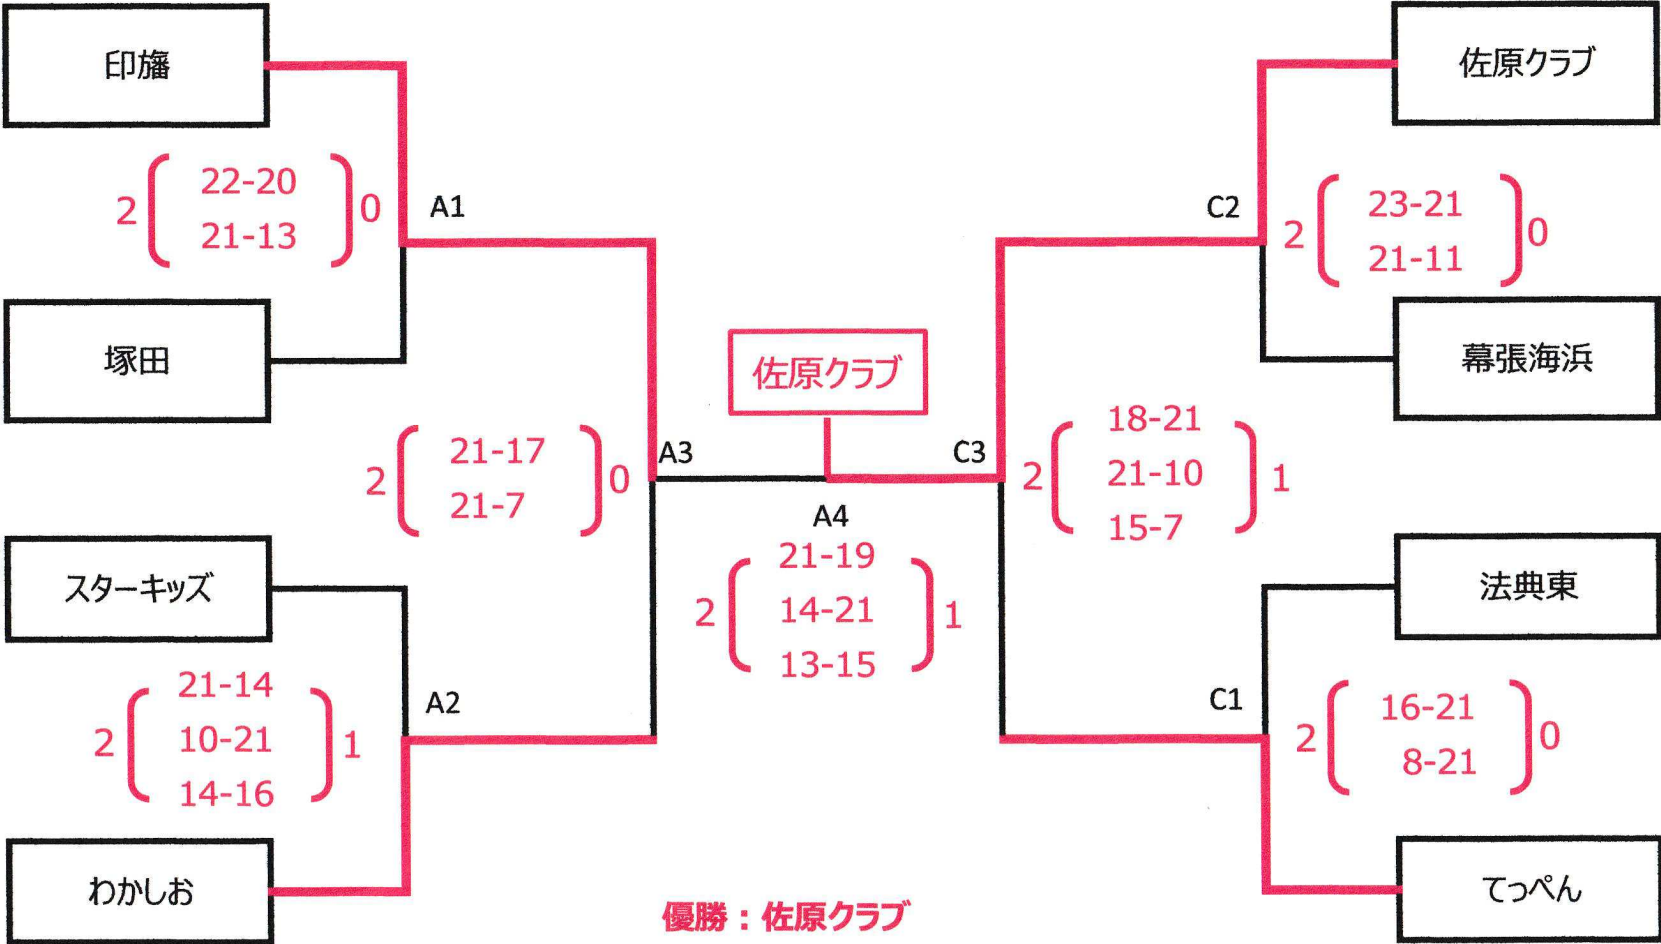 印旛
佐原クラブ
22-20
2 0
21-13
A1
C2
23-21
2 0
21-11
塚田
幕張海浜
佐原クラブ
21-17
2 0
21-7
A3
C3
18-21
2 21-10 1
15-7
A4
21-19
2 14-21 1
13-15
スターキッズ
法典東
21-14
2 10-21 1
14-16
A2
C1
16-21
2 0
8-21
わかしお
てっぺん
優勝：佐原クラブ